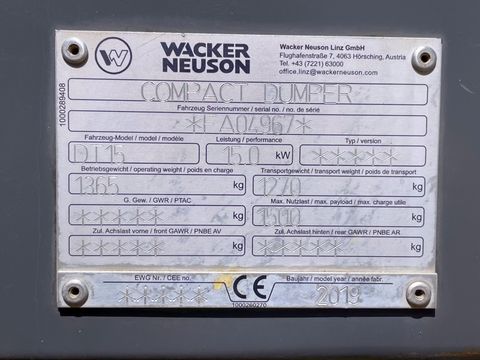 WACKER NEUSON
Wacker Neuson Linz GmbH
Flughafenstraße 7, 4063 Hörsching, Austria
Tel. +43 (7221) 63000
office.linz@wackerneuson.com
1000289408
COMPACT DUMPER
Fahrzeug Seriennummer / serial no. / no. de série
*FA04967*
Fahrzeug-Model / model / modèle Leistung / performance Typ / version
DT15 15.0 kW *****
Betriebsgewicht / operating weight / poids en charge Transportgewicht / transport weight / poids de transport
1365 kg 1270 kg
G. Gew. / GWR / PTAC Max. Nutzlast / max. payload / max. charge utile
***** kg 1500 kg
Zul. Achslast vorne / front GAWR / PNBE AV Zul. Achslast hinten / rear GAWR / PNBE AR
***** kg ***** kg
EWG Nr. / CEE no. CE Baujahr / model year / année fabr.
***** 2019
1000260270